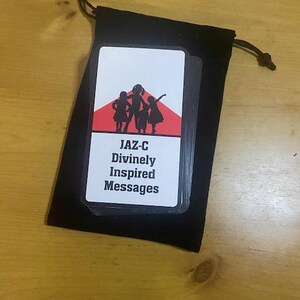 JAZ-C
Divinely
Inspired
Messages